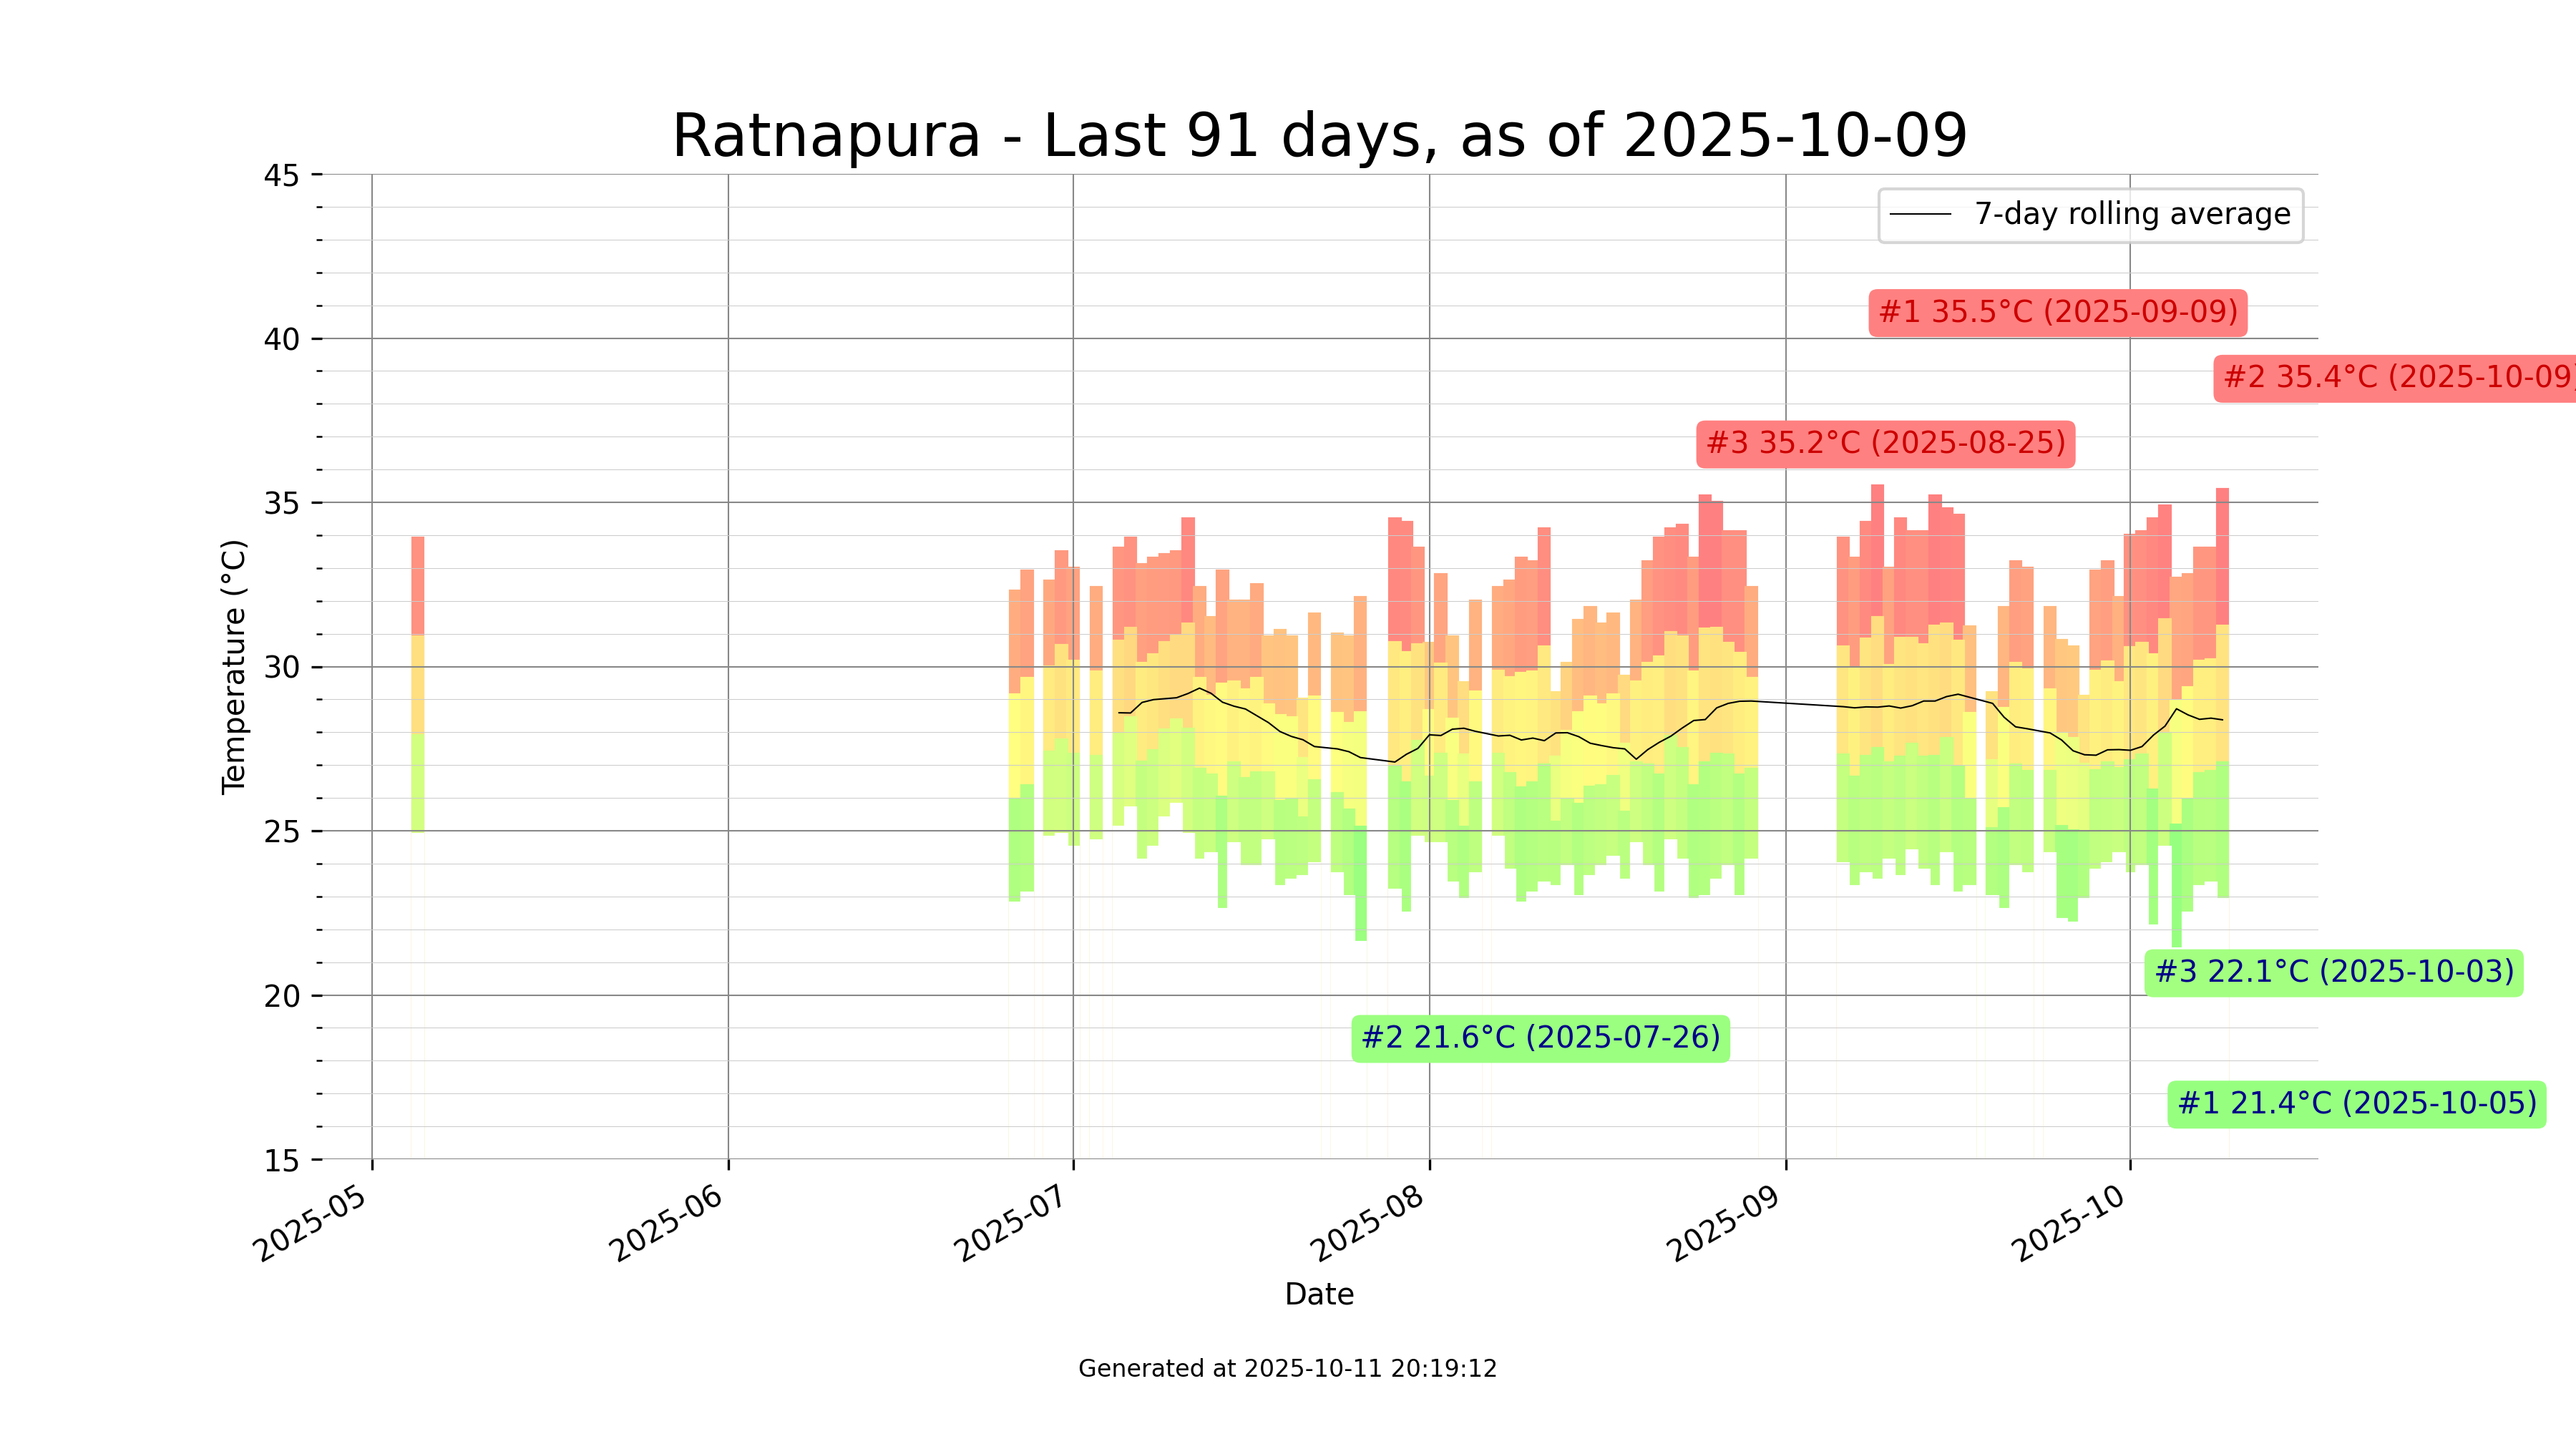 Ratnapura - Last 91 days, as of 2025-10-09
45
40
35
30
25
20
15
Temperature (°C)
7-day rolling average
#1 35.5°C (2025-09-09)
#2 35.4°C (2025-10-09)
#3 35.2°C (2025-08-25)
#3 22.1°C (2025-10-03)
#2 21.6°C (2025-07-26)
#1 21.4°C (2025-10-05)
2025-05
2025-06
2025-07
2025-08
2025-09
2025-10
Date
Generated at 2025-10-11 20:19:12